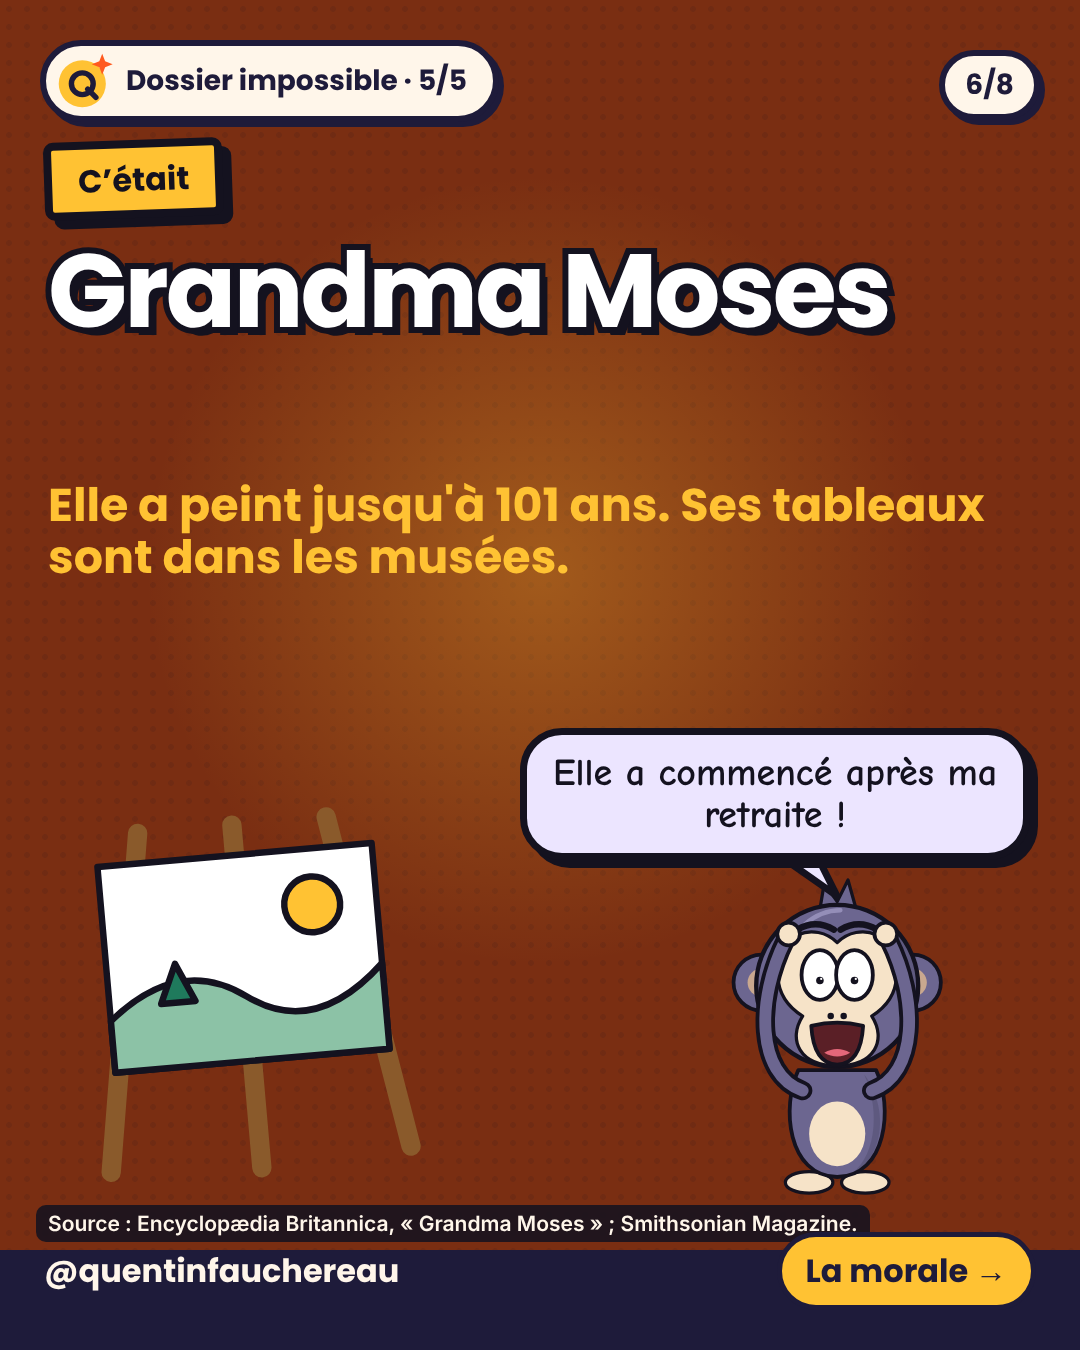 Dossier impossible · 5/5
6/8
C’était
Grandma Moses
Elle a peint jusqu'à 101 ans. Ses tableaux
sont dans les musées.
Elle a commencé après ma
retraite !
Source : Encyclopædia Britannica, « Grandma Moses » ; Smithsonian Magazine.
@quentinfauchereau
La morale →